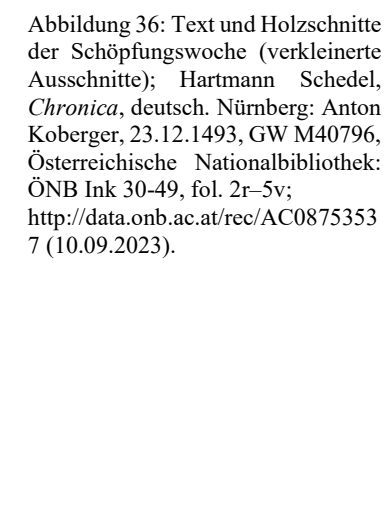 Abbildung 36: Text und Holzschnitte
der Schöpfungswoche (verkleinerte
Ausschnitte); Hartmann Schedel,
Chronica, deutsch. Nürnberg: Anton
Koberger, 23.12.1493, GW M40796,
Österreichische Nationalbibliothek:
ÖNB Ink 30-49, fol. 2r–5v;
http://data.onb.ac.at/rec/AC0875353
7 (10.09.2023).